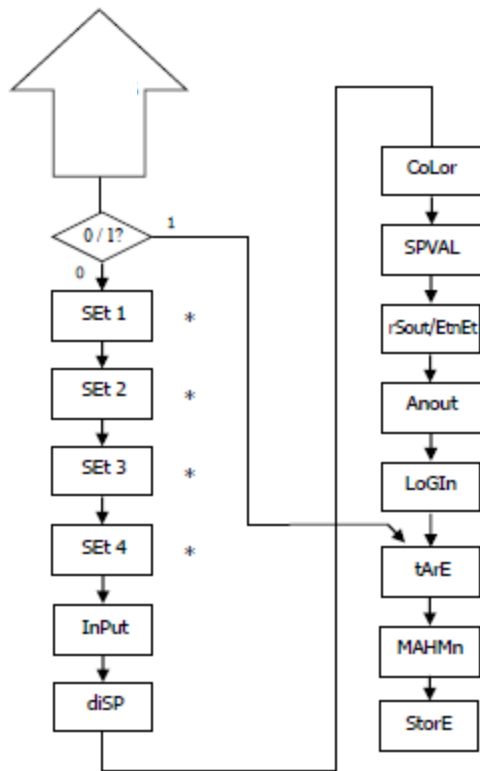 0 / 1?
1
0
SEt 1
*
SEt 2
*
SEt 3
*
SEt 4
*
InPut
diSP
CoLor
SPVAL
rSout/EtnEt
Anout
LoGIn
tArE
MAHMn
StorE